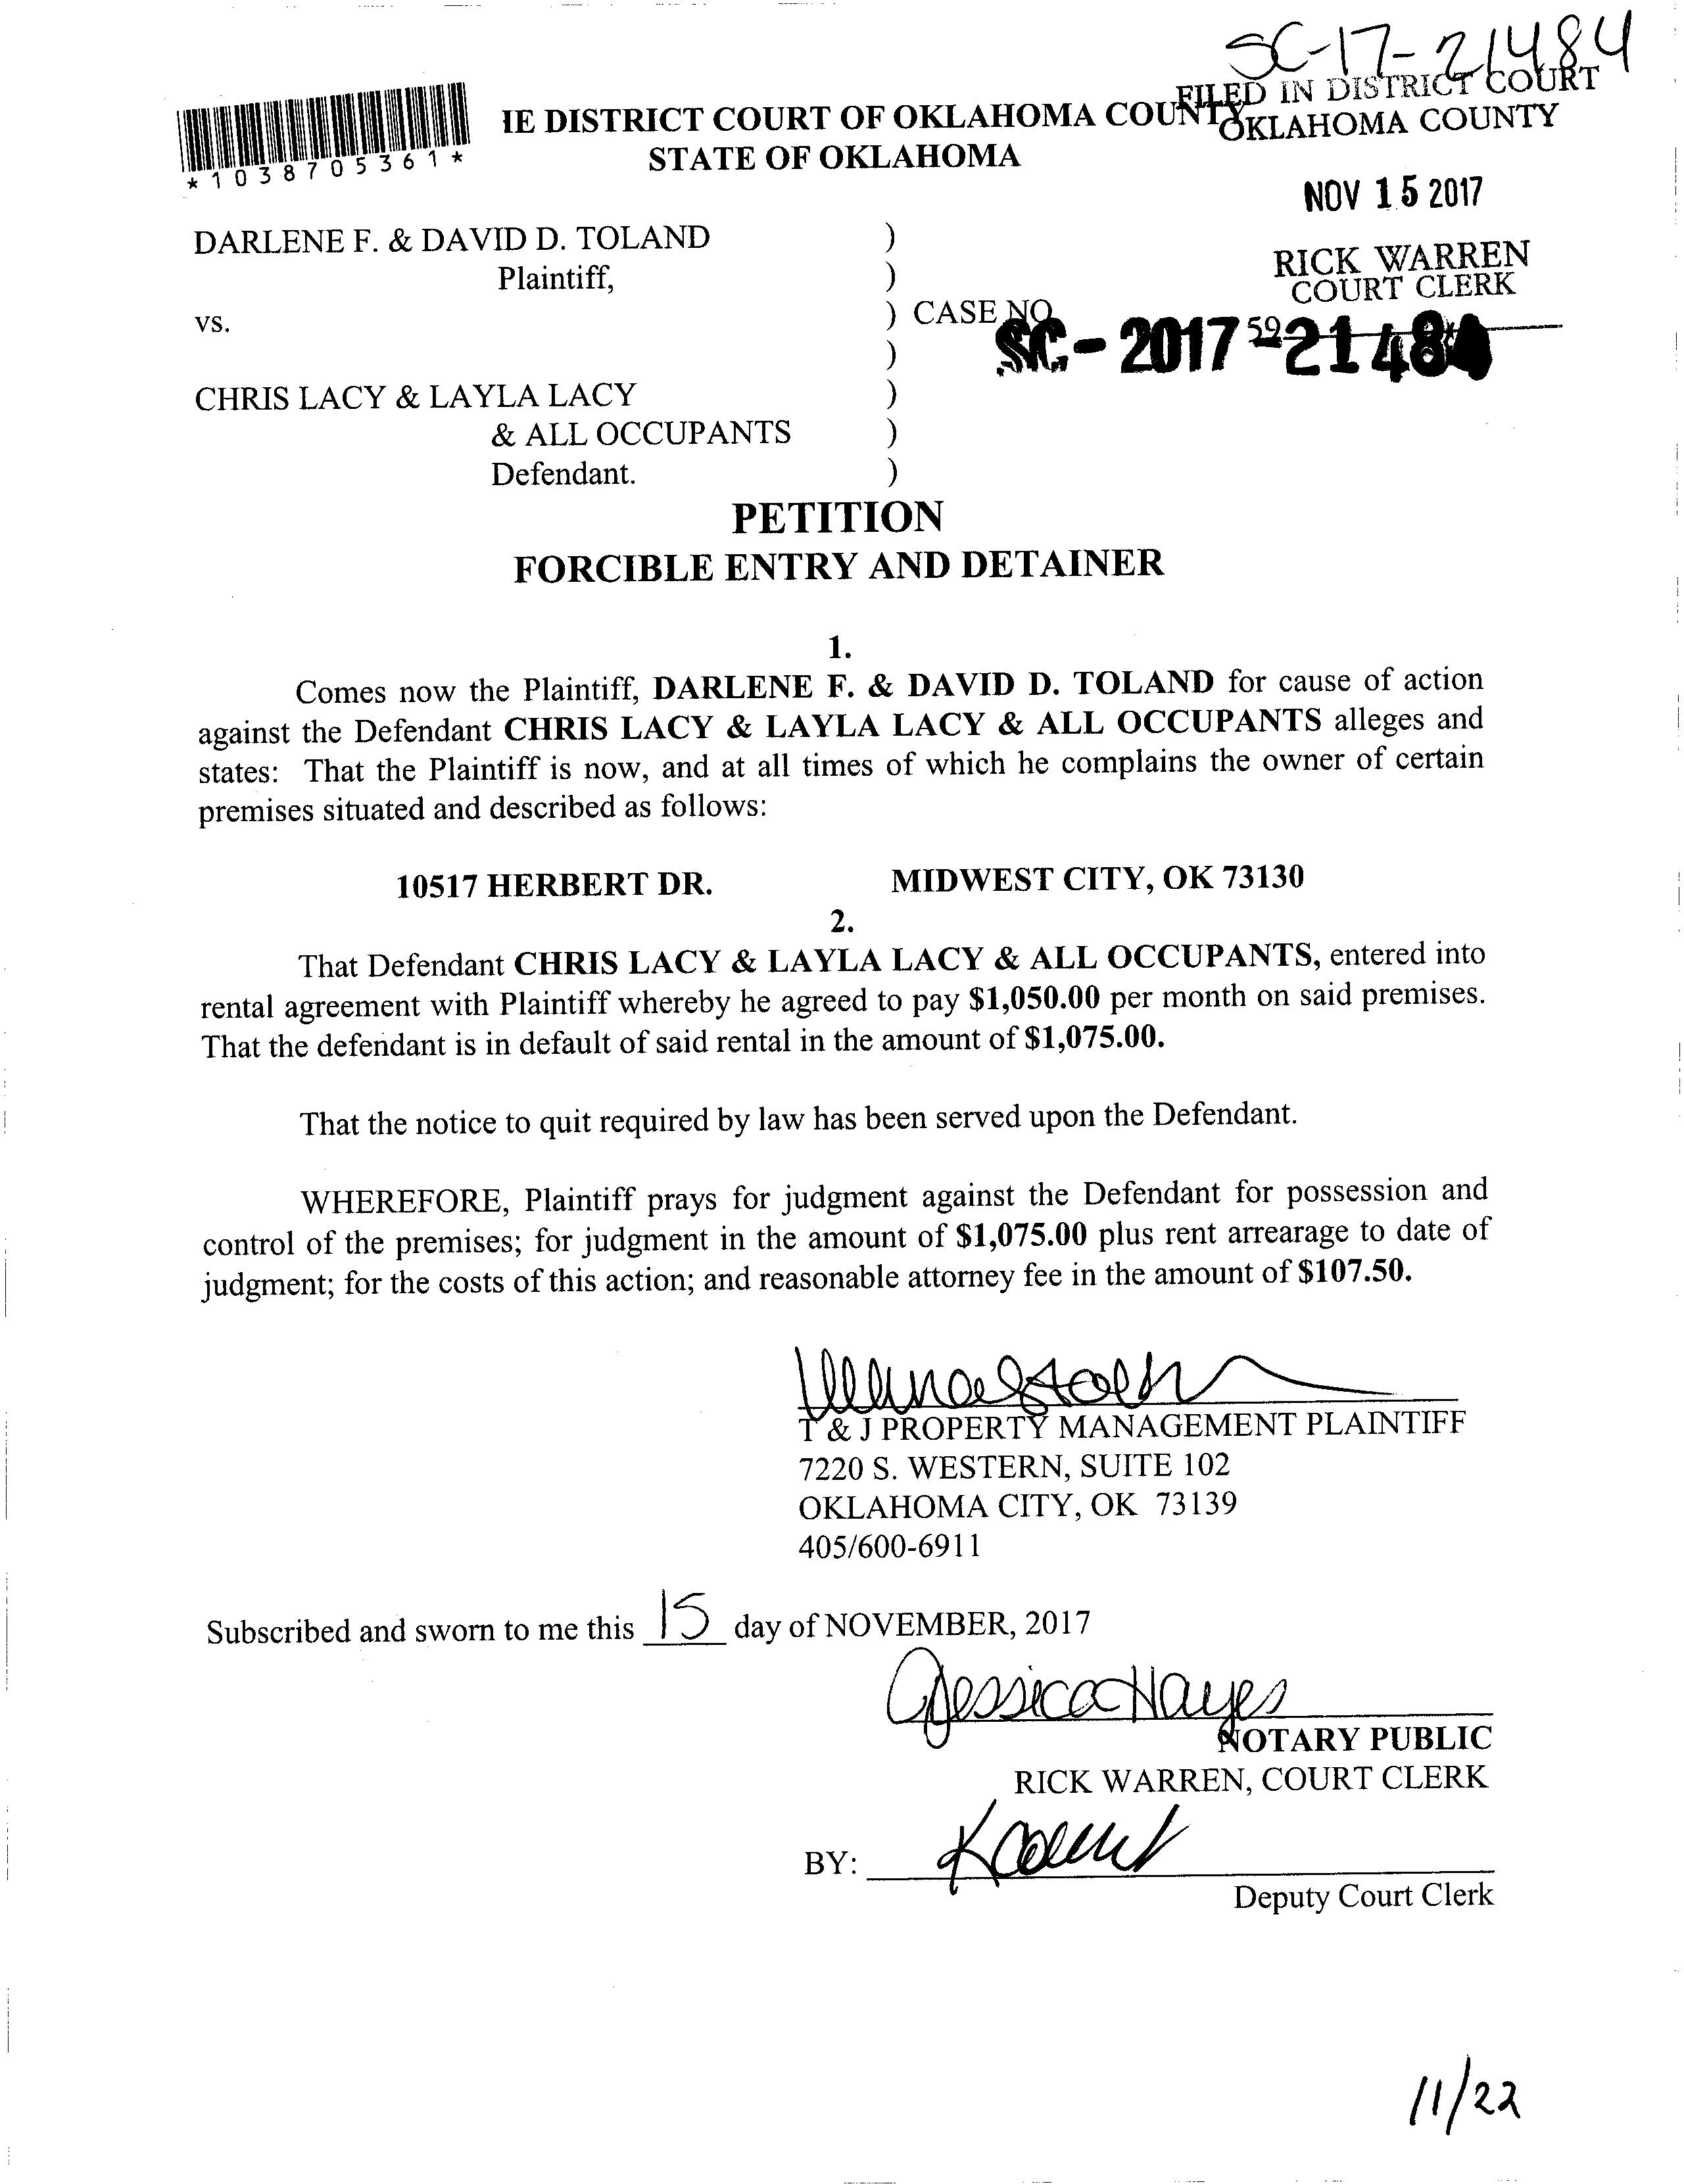 SC-17-21484
FILED IN DISTRICT COURT
OKLAHOMA COUNTY
IE DISTRICT COURT OF OKLAHOMA COUNTY
STATE OF OKLAHOMA
*1038705361*
NOV 15 2017
RICK WARREN
COURT CLERK
59
DARLENE F. & DAVID D. TOLAND )
Plaintiff, )
vs. ) CASE NO.
SC-2017-21484
)
CHRIS LACY & LAYLA LACY )
& ALL OCCUPANTS )
Defendant. )
PETITION
FORCIBLE ENTRY AND DETAINER
1.
Comes now the Plaintiff, DARLENE F. & DAVID D. TOLAND for cause of action
against the Defendant CHRIS LACY & LAYLA LACY & ALL OCCUPANTS alleges and
states: That the Plaintiff is now, and at all times of which he complains the owner of certain
premises situated and described as follows:
10517 HERBERT DR. MIDWEST CITY, OK 73130
2.
That Defendant CHRIS LACY & LAYLA LACY & ALL OCCUPANTS, entered into
rental agreement with Plaintiff whereby he agreed to pay $1,050.00 per month on said premises.
That the defendant is in default of said rental in the amount of $1,075.00.
That the notice to quit required by law has been served upon the Defendant.
WHEREFORE, Plaintiff prays for judgment against the Defendant for possession and
control of the premises; for judgment in the amount of $1,075.00 plus rent arrearage to date of
judgment; for the costs of this action; and reasonable attorney fee in the amount of $107.50.
T & J PROPERTY MANAGEMENT PLAINTIFF
7220 S. WESTERN, SUITE 102
OKLAHOMA CITY, OK 73139
405/600-6911
Subscribed and sworn to me this 15 day of NOVEMBER, 2017
Jessica Hayes
NOTARY PUBLIC
RICK WARREN, COURT CLERK
BY:
Deputy Court Clerk
11/22